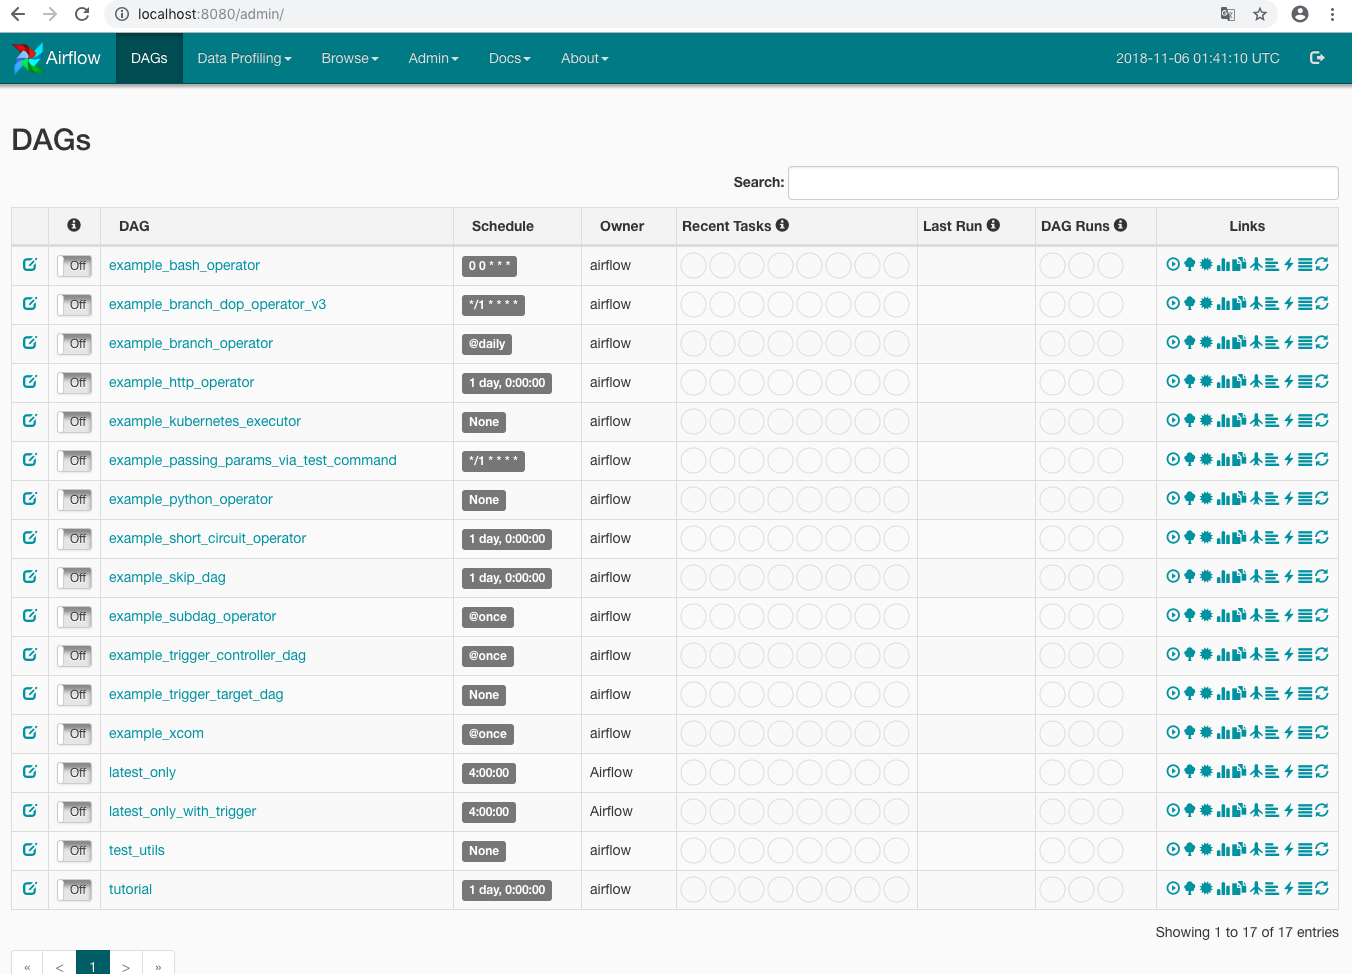 localhost:8080/admin/
Airflow DAGs Data Profiling Browse Admin Docs About 2018-11-06 01:41:10 UTC
DAGs
Search:
DAG Schedule Owner Recent Tasks Last Run DAG Runs Links
Off example_bash_operator 0 0 * * * airflow
Off example_branch_dop_operator_v3 */1 * * * * airflow
Off example_branch_operator @daily airflow
Off example_http_operator 1 day, 0:00:00 airflow
Off example_kubernetes_executor None airflow
Off example_passing_params_via_test_command */1 * * * * airflow
Off example_python_operator None airflow
Off example_short_circuit_operator 1 day, 0:00:00 airflow
Off example_skip_dag 1 day, 0:00:00 airflow
Off example_subdag_operator @once airflow
Off example_trigger_controller_dag @once airflow
Off example_trigger_target_dag None airflow
Off example_xcom @once airflow
Off latest_only 4:00:00 Airflow
Off latest_only_with_trigger 4:00:00 Airflow
Off test_utils None airflow
Off tutorial 1 day, 0:00:00 airflow
Showing 1 to 17 of 17 entries
« < 1 > »